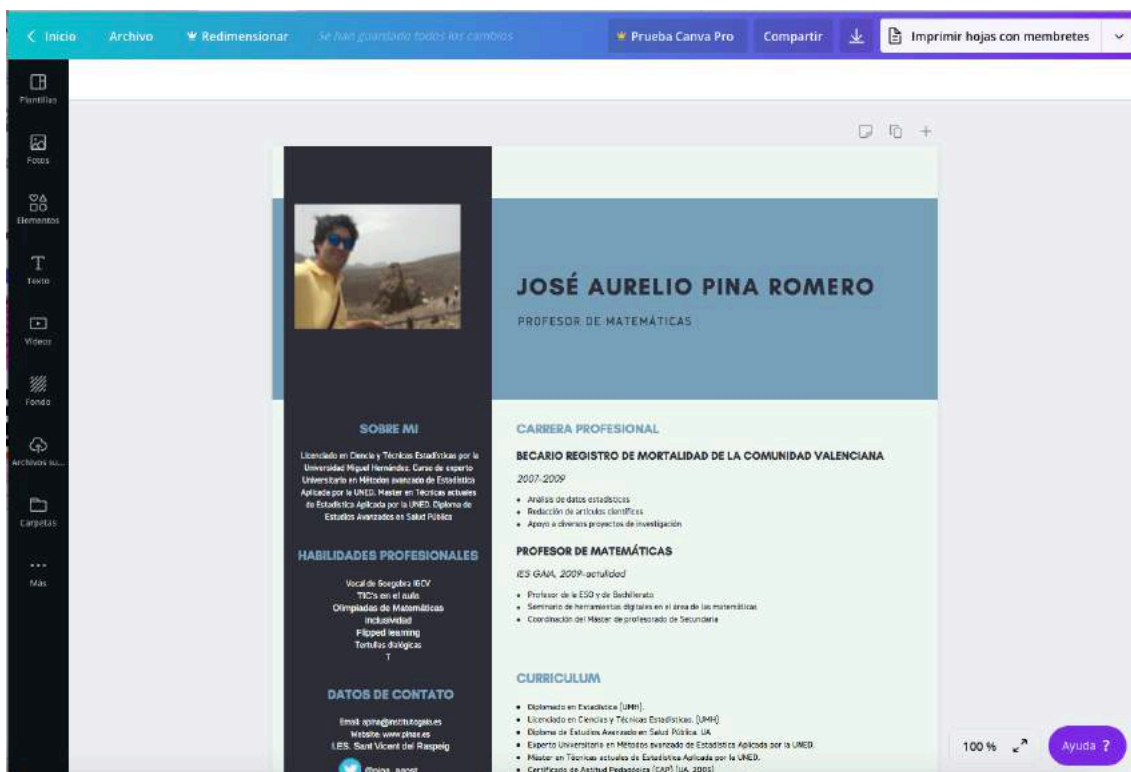 Inicio
Archivo
Redimensionar
Se han guardado todos los cambios
Prueba Canva Pro
Compartir
Imprimir hojas con membretes
Plantillas
Fotos
Elementos
Texto
Vídeos
Fondo
Archivos su...
Carpetas
Más
JOSÉ AURELIO PINA ROMERO
PROFESOR DE MATEMÁTICAS
SOBRE MI
Licenciado en Ciencia y Técnicas Estadísticas por la
Universidad Miguel Hernández. Curso de experto
Universitario en Métodos avanzado de Estadística
Aplicada por la UNED. Master en Técnicas actuales
de Estadística Aplicada por la UNED. Diploma de
Estudios Avanzados en Salud Pública
HABILIDADES PROFESIONALES
Vocal de Geogebra
TIC's en el aula
Olimpiadas de Matemáticas
Inclusividad
Flipped learning
Tertulias dialógicas
T
DATOS DE CONTATO
Email: apina@institutogaia.es
Website: www.pinae.es
I.ES. Sant Vicent del Raspeig
@pina_agost
CARRERA PROFESIONAL
BECARIO REGISTRO DE MORTALIDAD DE LA COMUNIDAD VALENCIANA
2007-2009
Análisis de datos estadísticos
Redacción de artículos científicos
Apoyo a diversos proyectos de investigación
PROFESOR DE MATEMÁTICAS
IES GAIA, 2009-actulidad
Profesor de la ESO y de Bachillerato
Seminario de herramientas digitales en el área de las matemáticas
Coordinación del Máster de profesorado de Secundaria
CURRICULUM
Diplomado en Estadística (UMH).
Licenciado en Ciencias y Técnicas Estadísticas. (UMH)
Diploma de Estudios Avanzado en Salud Pública. UA
Experto Universitario en Métodos avanzado de Estadística Aplicada por la UNED.
Máster en Técnicas actuales de Estadística Aplicada por la UNED.
Certificado de Aptitud Pedagógica (CAP) (UA, 2005)
100 %
Ayuda ?